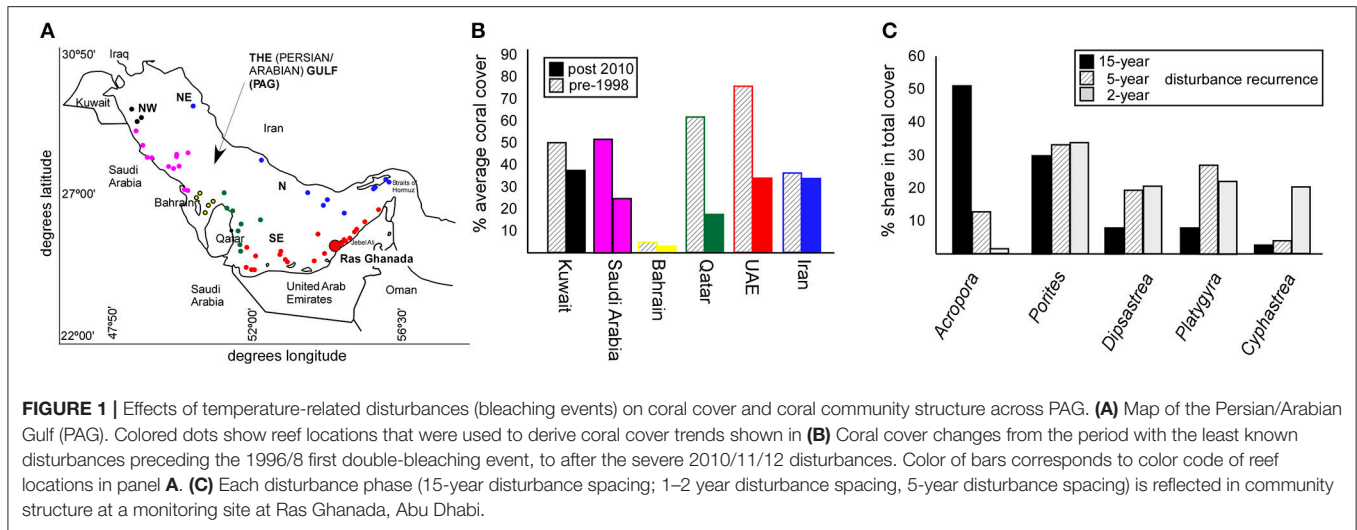 A
30°50'
Iraq
THE (PERSIAN/
ARABIAN) GULF
(PAG)
Kuwait
NW
NE
Iran
degrees latitude
Saudi
Arabia
N
27°00'
Bahrain
Straits of
Hormuz
Qatar
SE
Jebel Ali
Ras Ghanada
Saudi
Arabia
United Arab
Emirates
Oman
22°00'
47°50'
52°00'
56°30'
degrees longitude
B
% average coral cover
90
80
70
60
50
40
30
20
10
post 2010
pre-1998
Kuwait
Saudi Arabia
Bahrain
Qatar
UAE
Iran
C
% share in total cover
60
50
40
30
20
10
15-year
5-year disturbance recurrence
2-year
Acropora
Porites
Dipsastrea
Platygyra
Cyphastrea
FIGURE 1 | Effects of temperature-related disturbances (bleaching events) on coral cover and coral community structure across PAG. (A) Map of the Persian/Arabian
Gulf (PAG). Colored dots show reef locations that were used to derive coral cover trends shown in (B) Coral cover changes from the period with the least known
disturbances preceding the 1996/8 first double-bleaching event, to after the severe 2010/11/12 disturbances. Color of bars corresponds to color code of reef
locations in panel A. (C) Each disturbance phase (15-year disturbance spacing; 1–2 year disturbance spacing, 5-year disturbance spacing) is reflected in community
structure at a monitoring site at Ras Ghanada, Abu Dhabi.